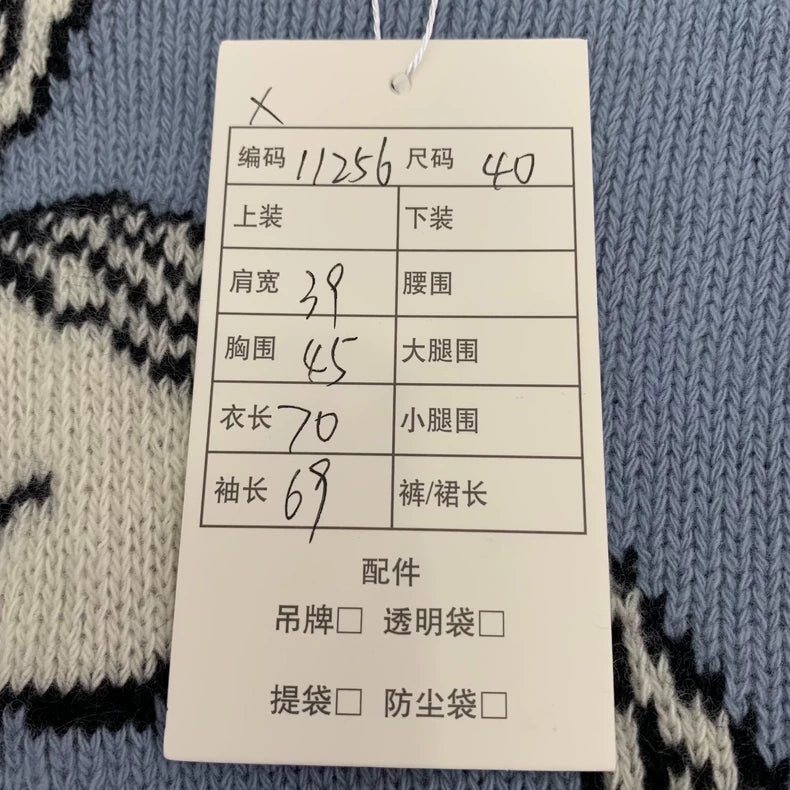 X
编码 11256 尺码 40
上装 下装
肩宽 39 腰围
胸围 45 大腿围
衣长 70 小腿围
袖长 69 裤/裙长
配件
吊牌□ 透明袋□
提袋□ 防尘袋□